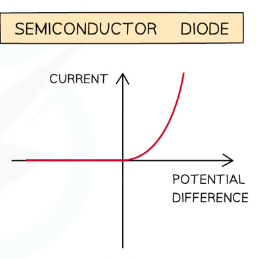 SEMICONDUCTOR DIODE
CURRENT
POTENTIAL
DIFFERENCE